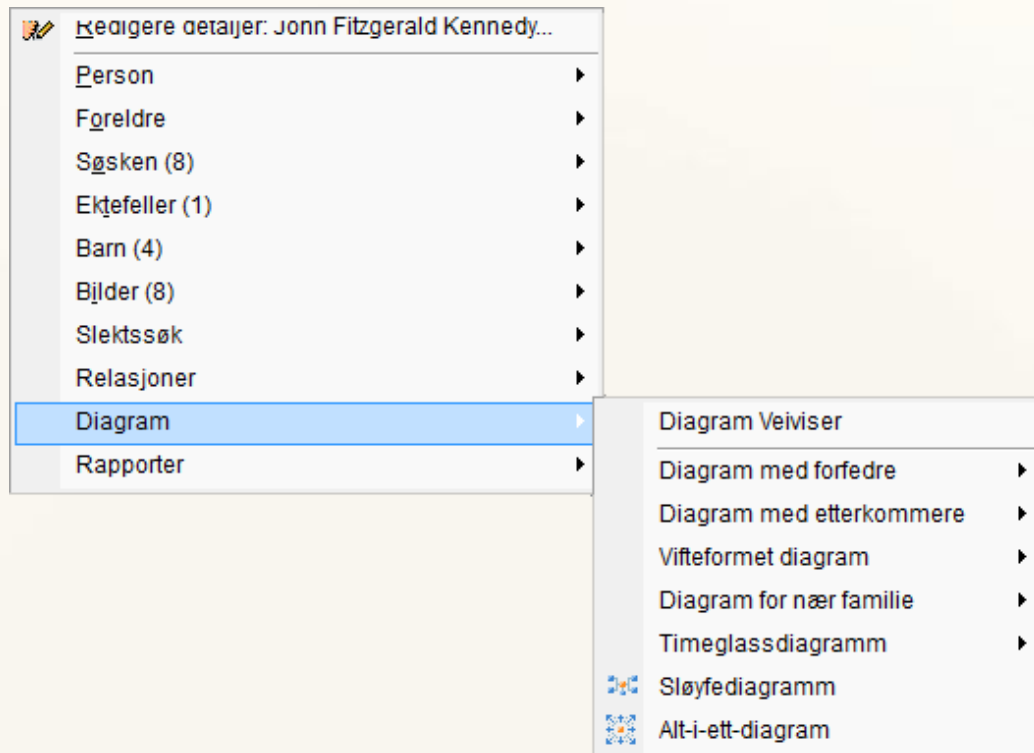 Redigere detaljer: John Fitzgerald Kennedy...
Person
Foreldre
Søsken (8)
Ektefeller (1)
Barn (4)
Bilder (8)
Slektssøk
Relasjoner
Diagram
Rapporter
Diagram Veiviser
Diagram med forfedre
Diagram med etterkommere
Vifteformet diagram
Diagram for nær familie
Timeglassdiagramm
Sløyfediagramm
Alt-i-ett-diagram